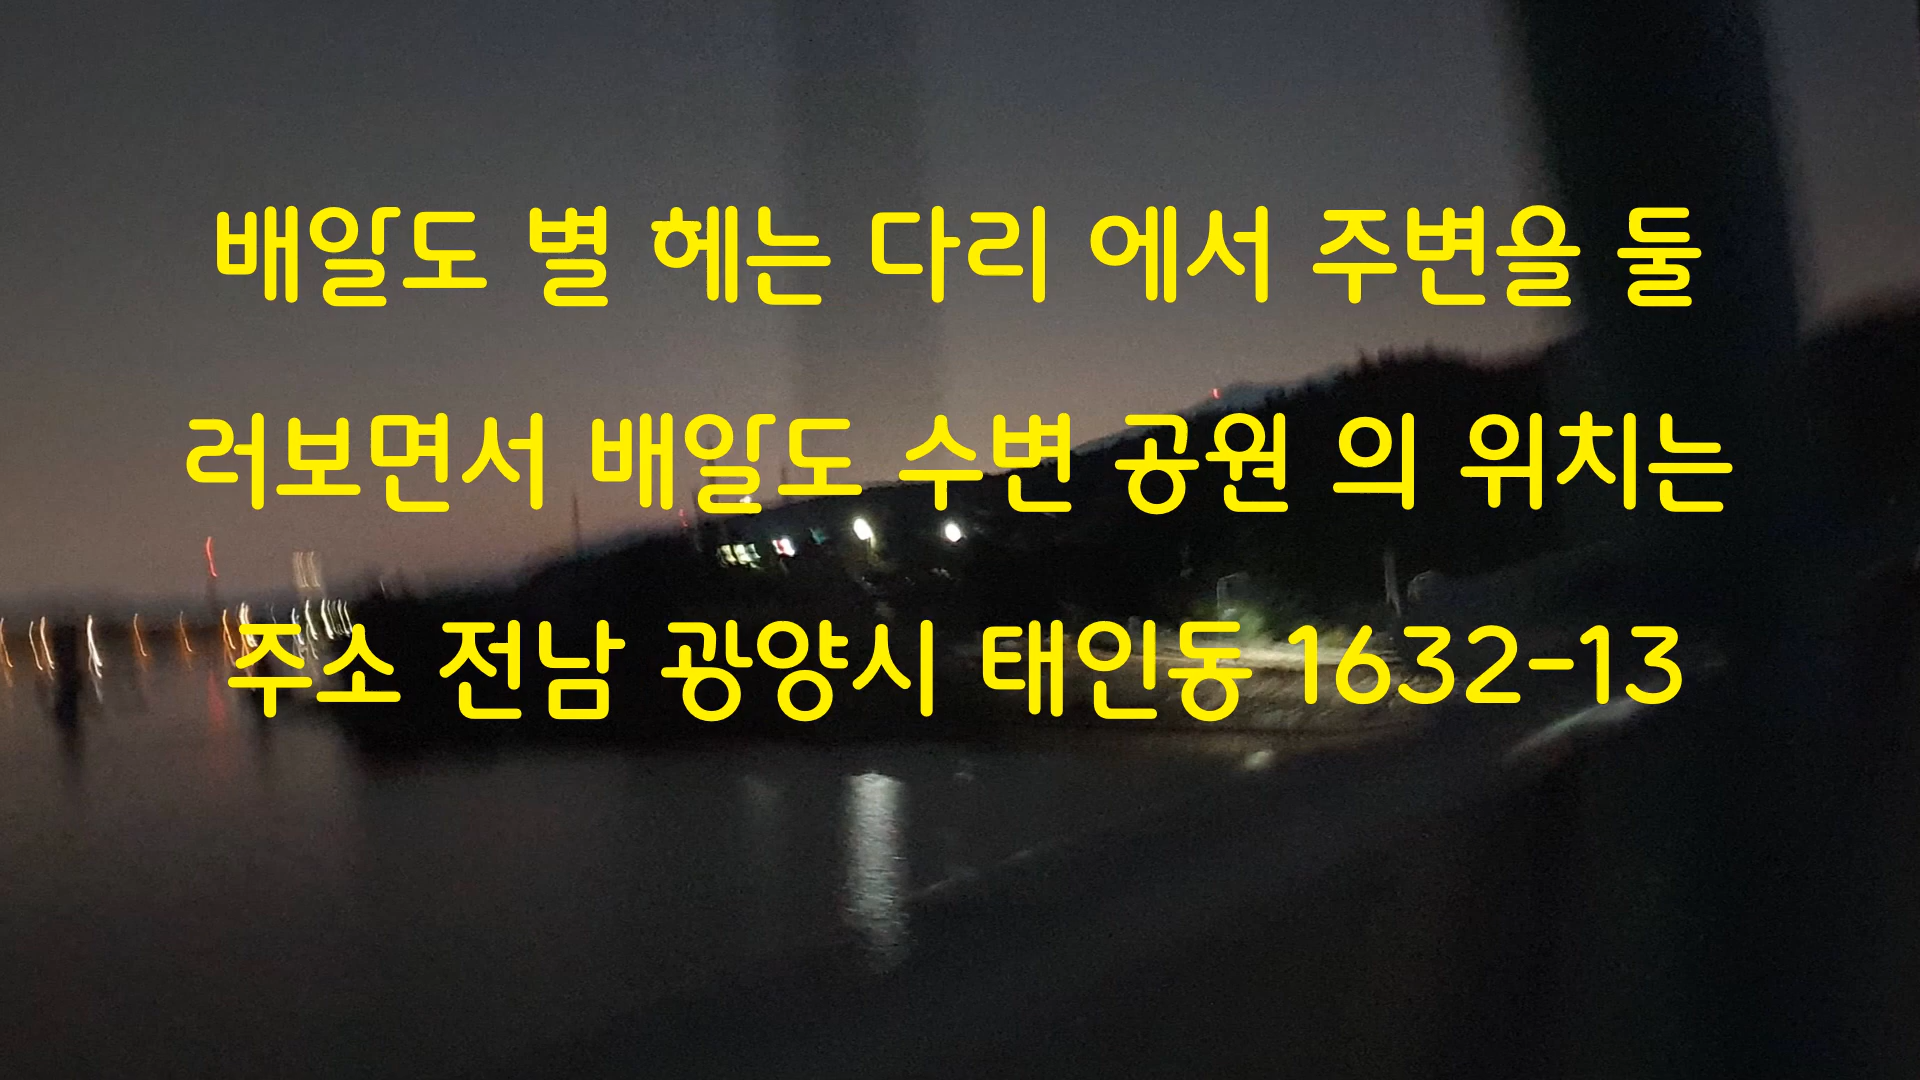 배알도 별 헤는 다리 에서 주변을 둘
러보면서 배알도 수변 공원 의 위치는
주소 전남 광양시 태인동 1632-13